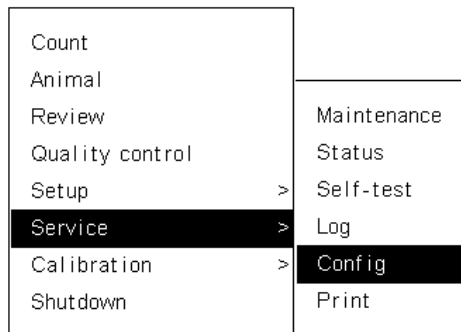 Count
Animal
Review
Quality control
Setup >
Service >
Calibration >
Shutdown
Maintenance
Status
Self-test
Log
Config
Print